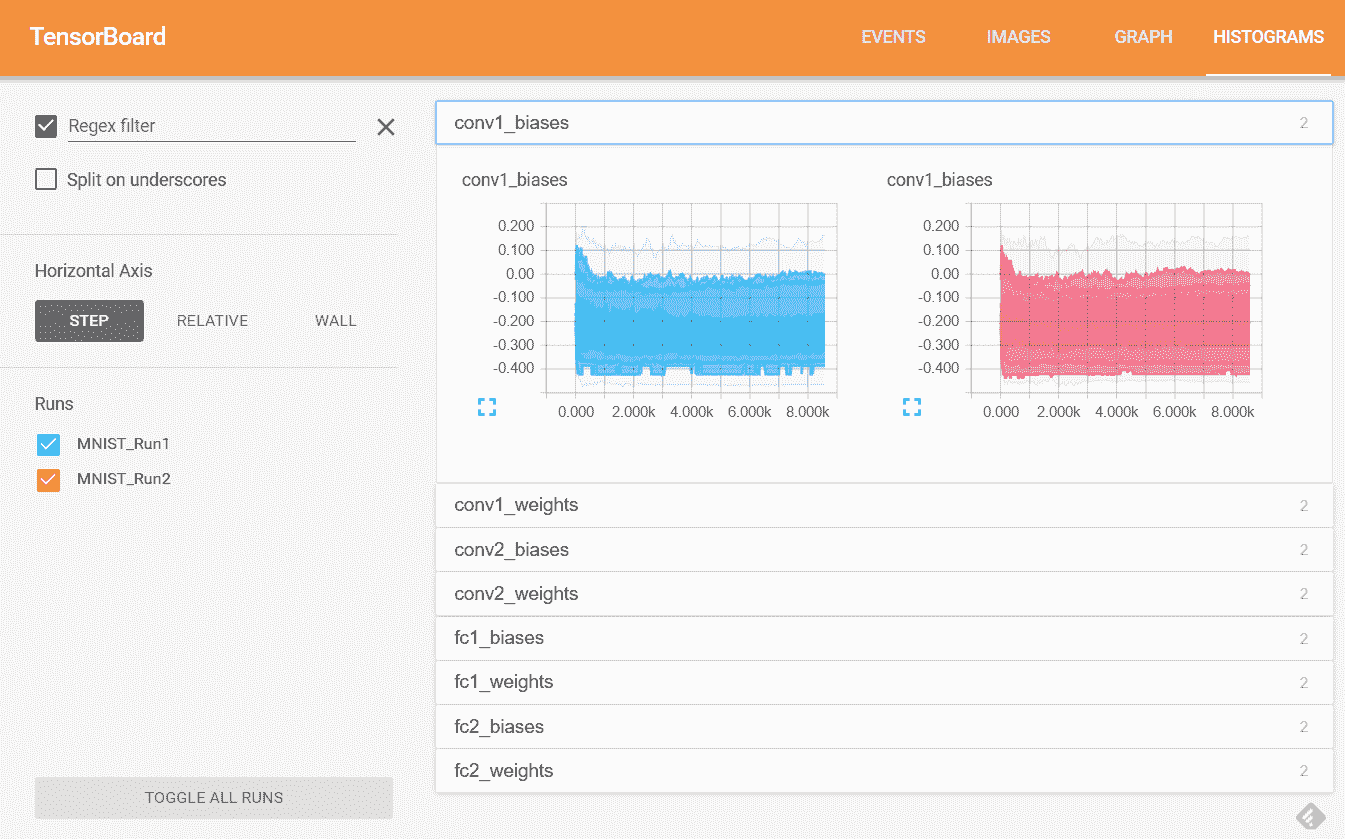 TensorBoard
EVENTS IMAGES GRAPH HISTOGRAMS
Regex filter
Split on underscores
Horizontal Axis
STEP RELATIVE WALL
Runs
MNIST_Run1
MNIST_Run2
TOGGLE ALL RUNS
conv1_biases 2
conv1_biases
0.200
0.100
0.00
-0.100
-0.200
-0.300
-0.400
0.000 2.000k 4.000k 6.000k 8.000k
conv1_biases
0.200
0.100
0.00
-0.100
-0.200
-0.300
-0.400
0.000 2.000k 4.000k 6.000k 8.000k
conv1_weights 2
conv2_biases 2
conv2_weights 2
fc1_biases 2
fc1_weights 2
fc2_biases 2
fc2_weights 2